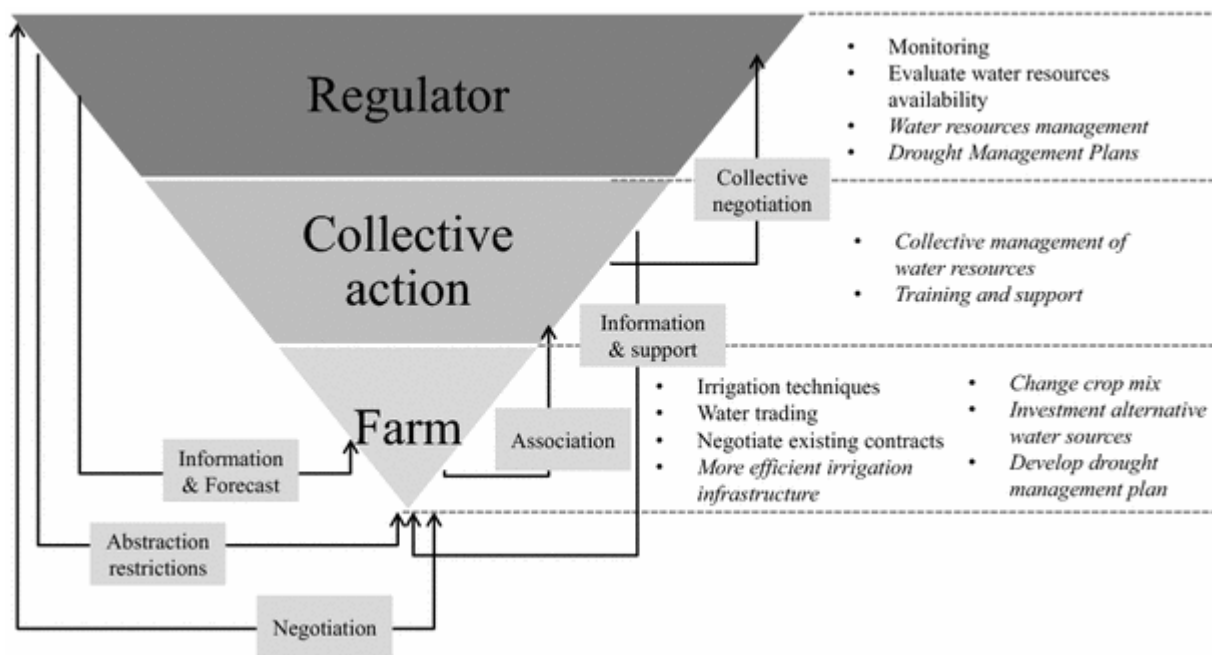 Regulator
• Monitoring
• Evaluate water resources
availability
• Water resources management
• Drought Management Plans
Collective
negotiation
Collective
action
• Collective management of
water resources
• Training and support
Information
& support
Farm
Association
• Irrigation techniques
• Water trading
• Negotiate existing contracts
• More efficient irrigation
infrastructure
• Change crop mix
• Investment alternative
water sources
• Develop drought
management plan
Information
& Forecast
Abstraction
restrictions
Negotiation